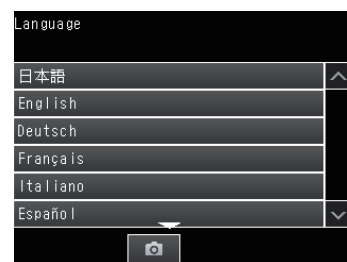 Language
日本語
English
Deutsch
Français
Italiano
Español